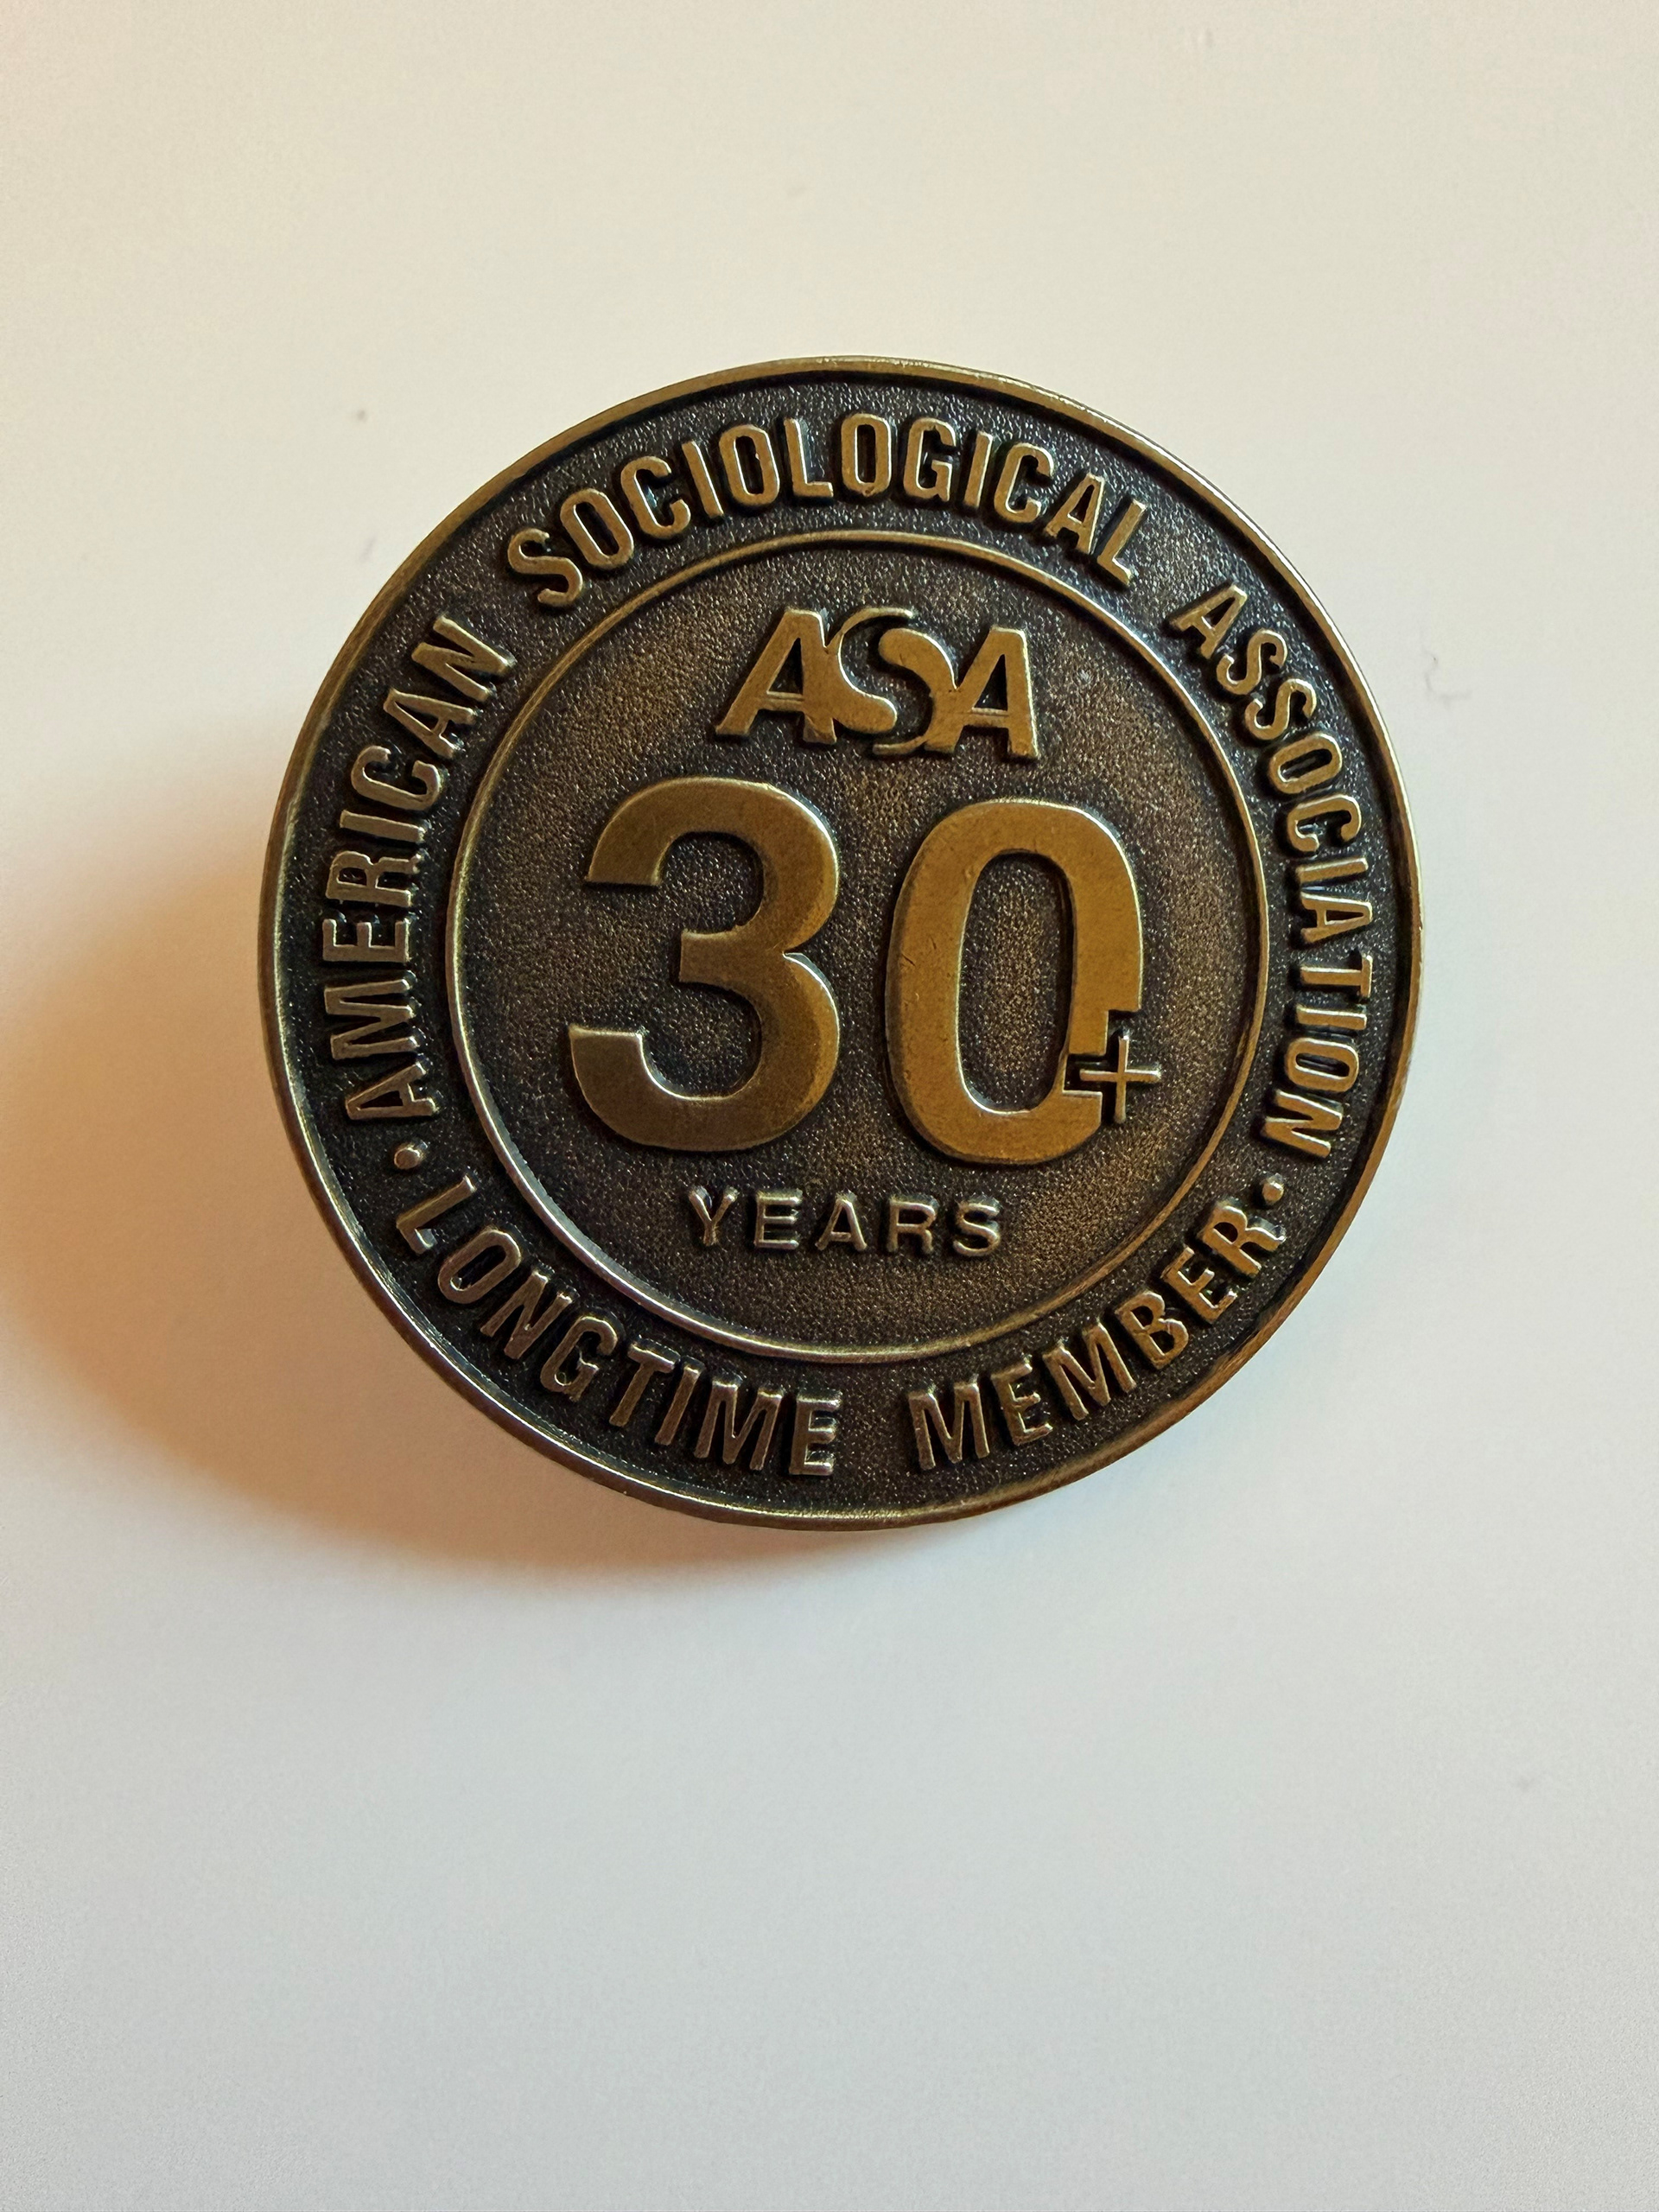 AMERICAN SOCIOLOGICAL ASSOCIATION
ASA
30+
YEARS
· LONGTIME MEMBER ·